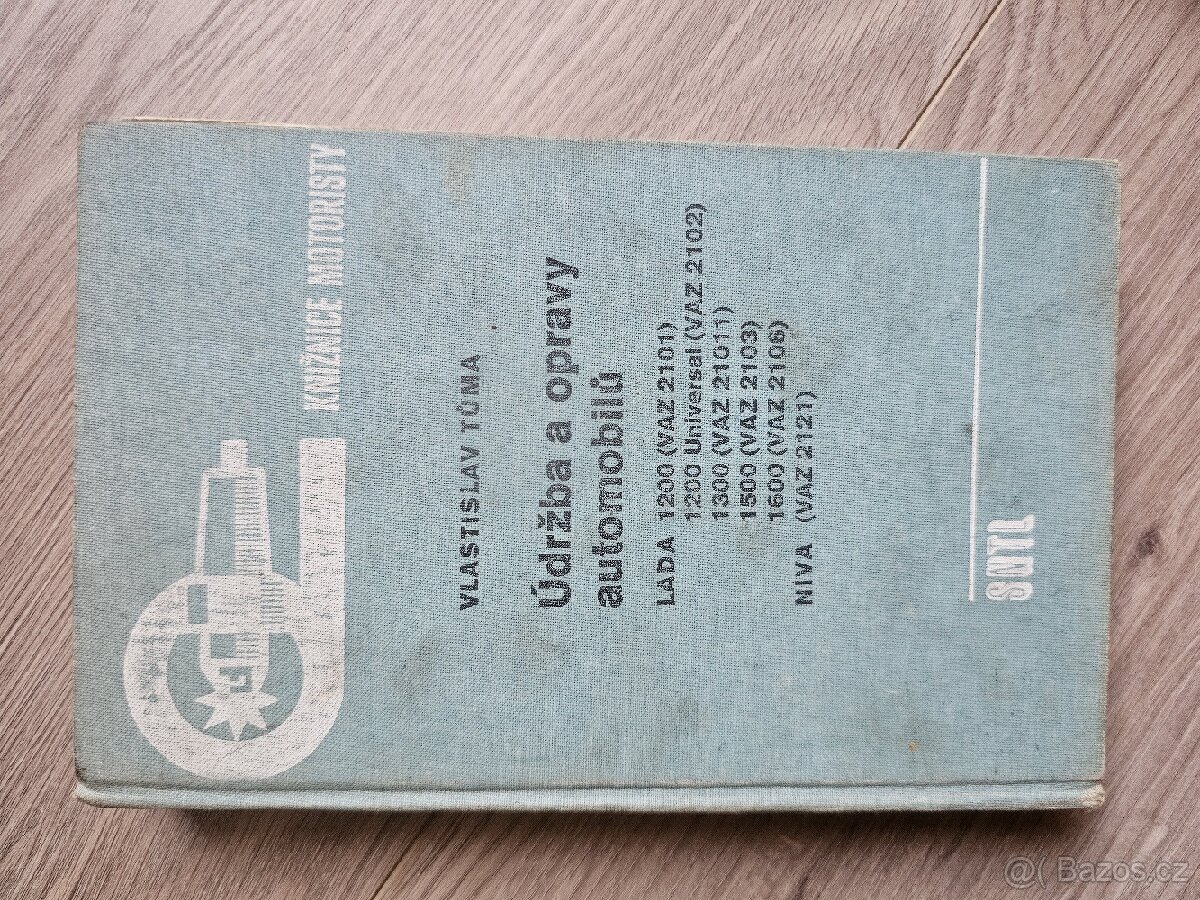 KNIŽNICE MOTORISTY
VLASTISLAV TŮMA
Údržba a opravy
automobilů
LADA 1200 (VAZ 2101)
1200 Universal (VAZ 2102)
1300 (VAZ 21011)
1500 (VAZ 2103)
1600 (VAZ 2106)
NIVA (VAZ 2121)
SNTL
@( Bazos.cz